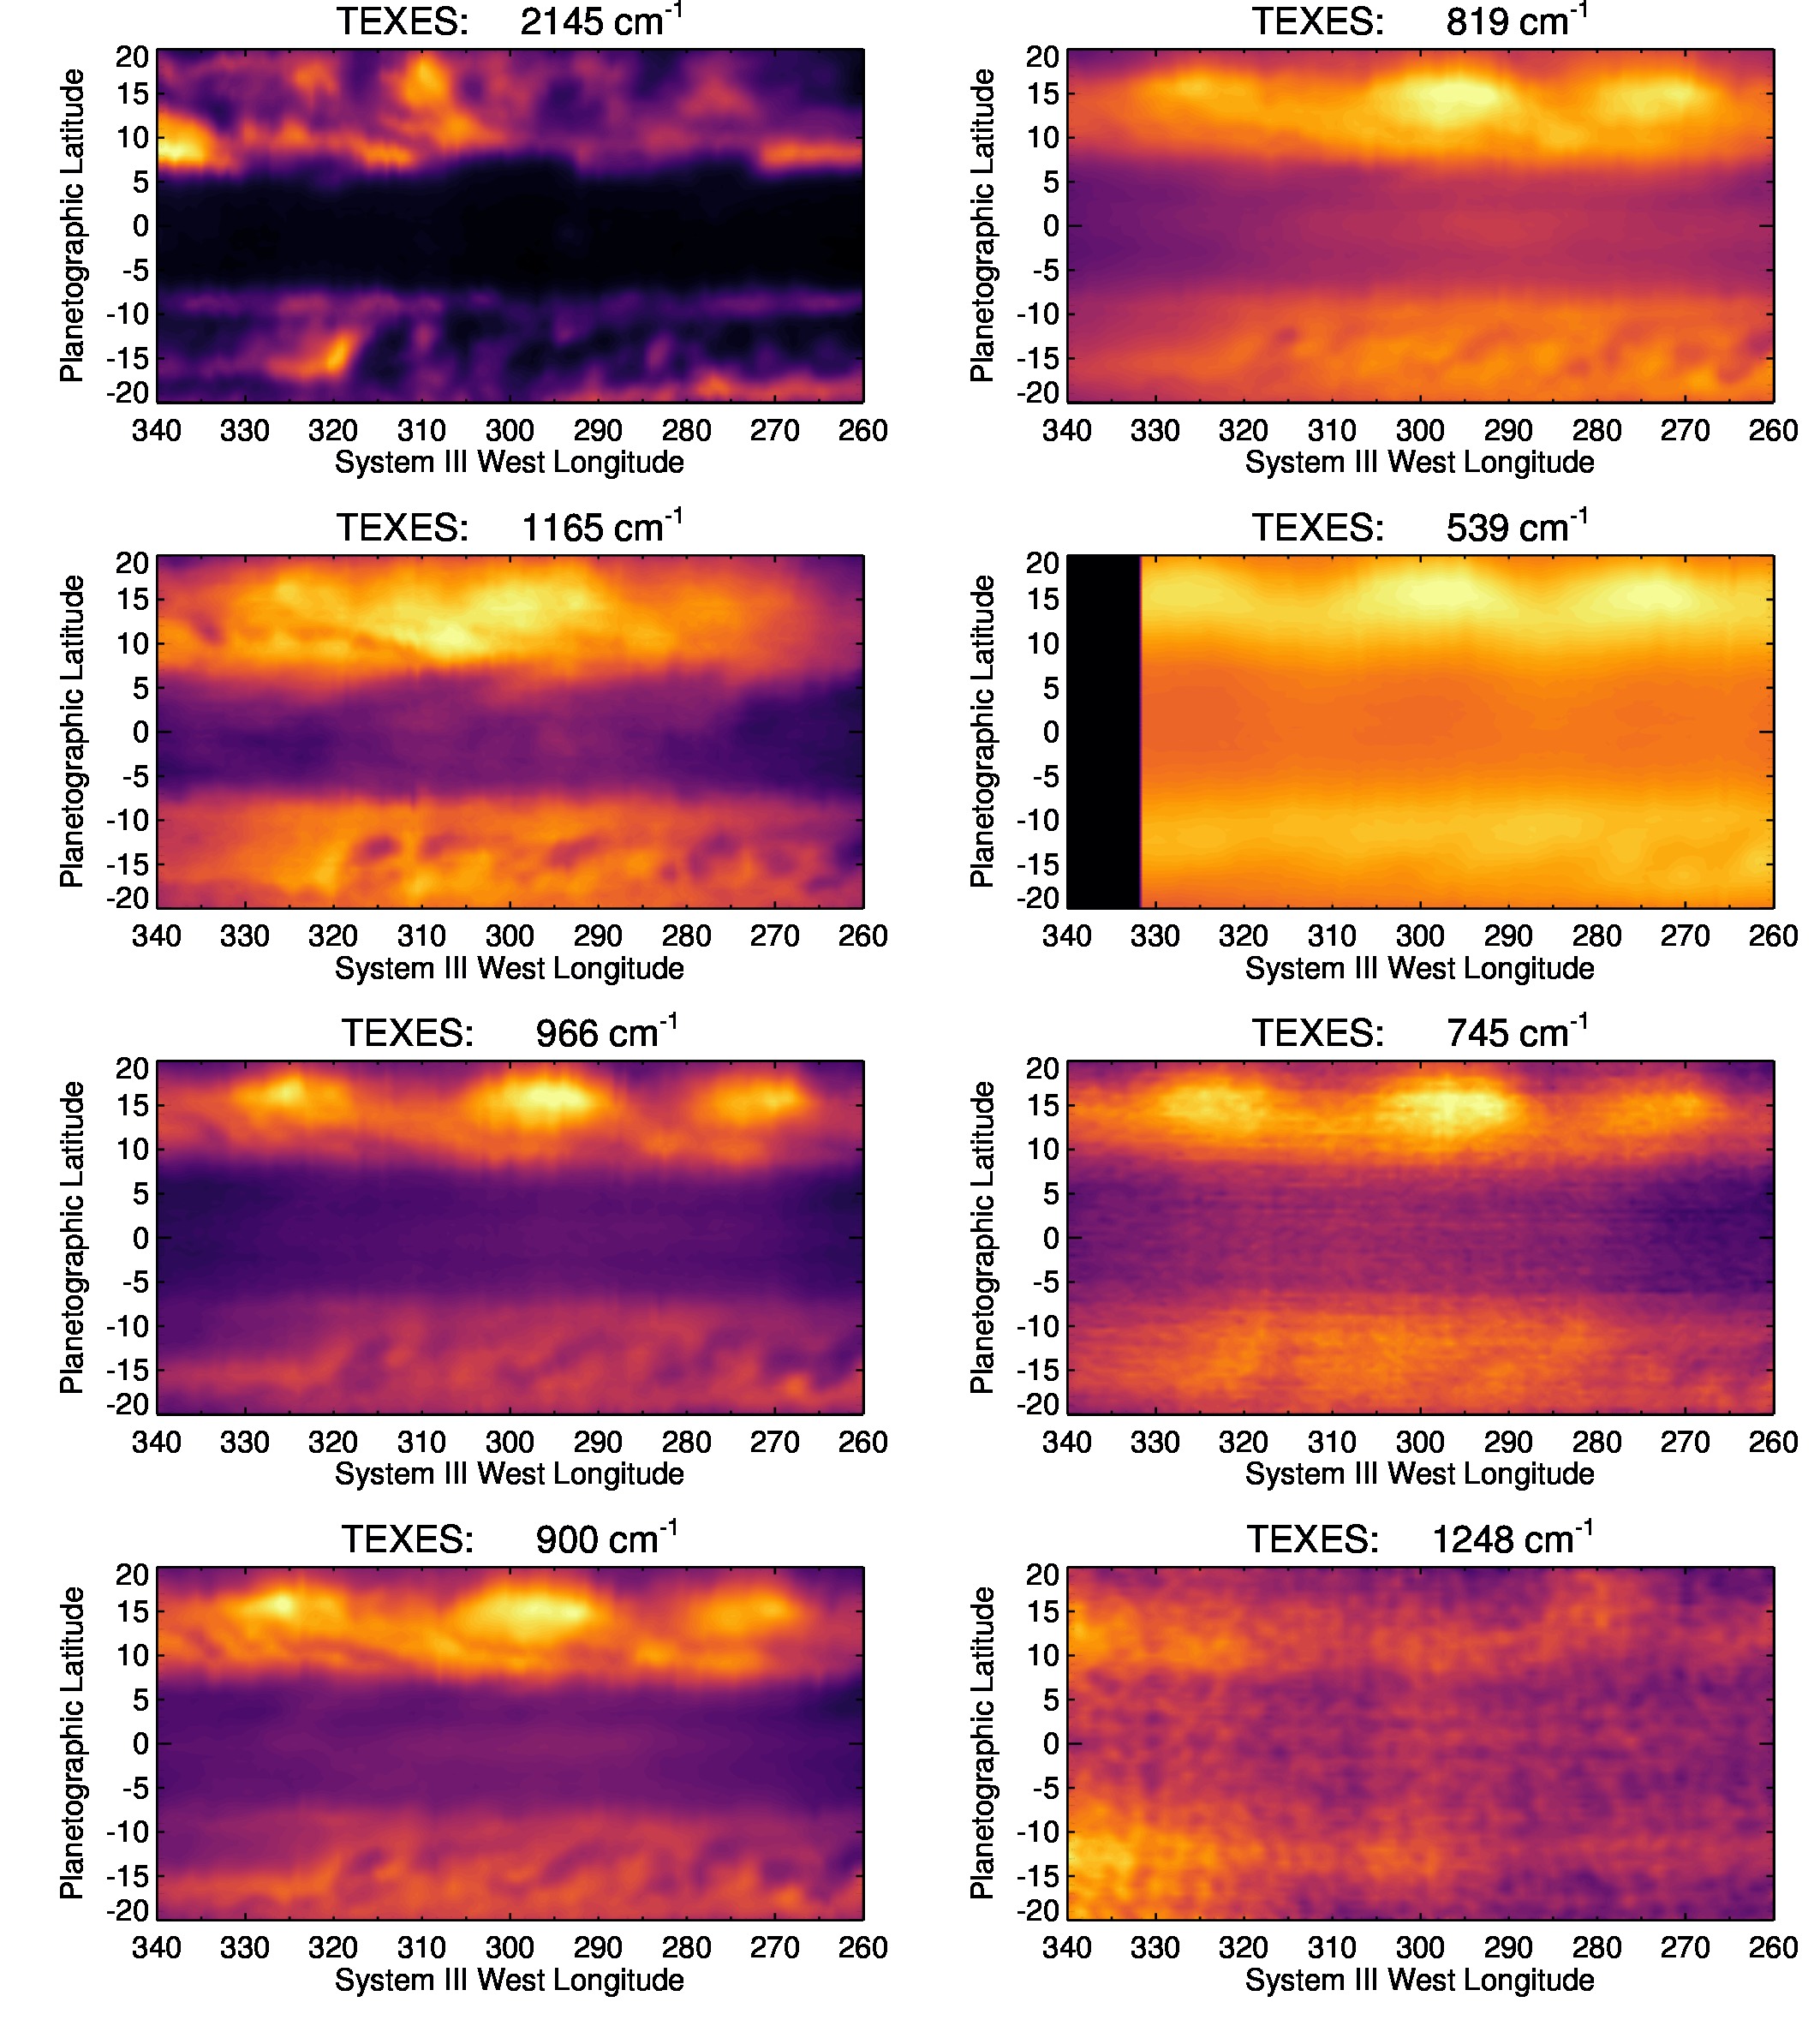 TEXES: 2145 cm⁻¹
Planetographic Latitude
20
15
10
5
0
-5
-10
-15
-20
340 330 320 310 300 290 280 270 260
System III West Longitude
TEXES: 819 cm⁻¹
Planetographic Latitude
20
15
10
5
0
-5
-10
-15
-20
340 330 320 310 300 290 280 270 260
System III West Longitude
TEXES: 1165 cm⁻¹
Planetographic Latitude
20
15
10
5
0
-5
-10
-15
-20
340 330 320 310 300 290 280 270 260
System III West Longitude
TEXES: 539 cm⁻¹
Planetographic Latitude
20
15
10
5
0
-5
-10
-15
-20
340 330 320 310 300 290 280 270 260
System III West Longitude
TEXES: 966 cm⁻¹
Planetographic Latitude
20
15
10
5
0
-5
-10
-15
-20
340 330 320 310 300 290 280 270 260
System III West Longitude
TEXES: 745 cm⁻¹
Planetographic Latitude
20
15
10
5
0
-5
-10
-15
-20
340 330 320 310 300 290 280 270 260
System III West Longitude
TEXES: 900 cm⁻¹
Planetographic Latitude
20
15
10
5
0
-5
-10
-15
-20
340 330 320 310 300 290 280 270 260
System III West Longitude
TEXES: 1248 cm⁻¹
Planetographic Latitude
20
15
10
5
0
-5
-10
-15
-20
340 330 320 310 300 290 280 270 260
System III West Longitude